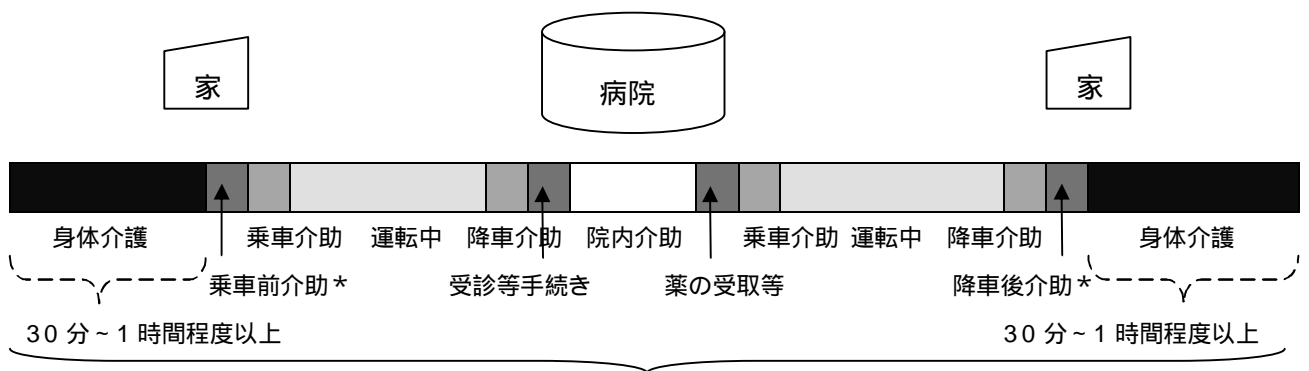 家
病院
家
身体介護 乗車介助 運転中 降車介助 院内介助 乗車介助 運転中 降車介助 身体介護
乗車前介助* 受診等手続き 薬の受取等 降車後介助*
30分~1時間程度以上 30分~1時間程度以上